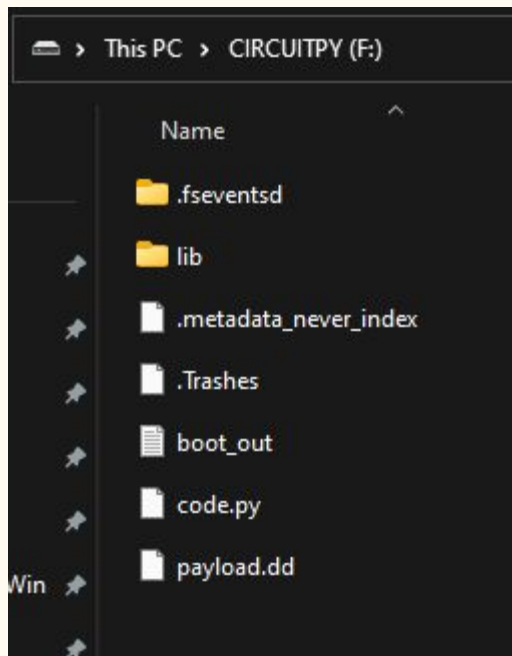 This PC > CIRCUITPY (F:)
Name
.fseventsd
lib
.metadata_never_index
.Trashes
boot_out
code.py
Win
payload.dd